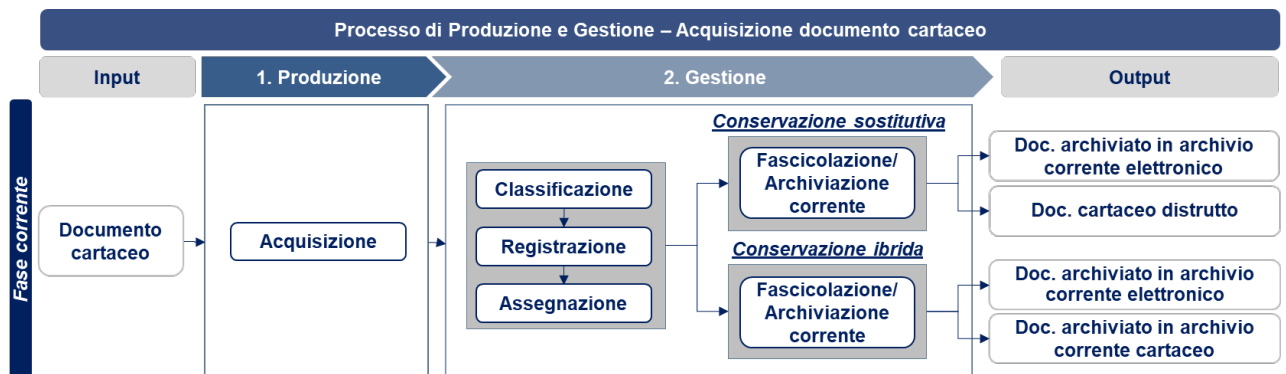 Processo di Produzione e Gestione – Acquisizione documento cartaceo
Input
1. Produzione
2. Gestione
Output
Fase corrente
Documento
cartaceo
Acquisizione
Classificazione
Registrazione
Assegnazione
Conservazione sostitutiva
Fascicolazione/
Archiviazione
corrente
Conservazione ibrida
Fascicolazione/
Archiviazione
corrente
Doc. archiviato in archivio
corrente elettronico
Doc. cartaceo distrutto
Doc. archiviato in archivio
corrente elettronico
Doc. archiviato in archivio
corrente cartaceo